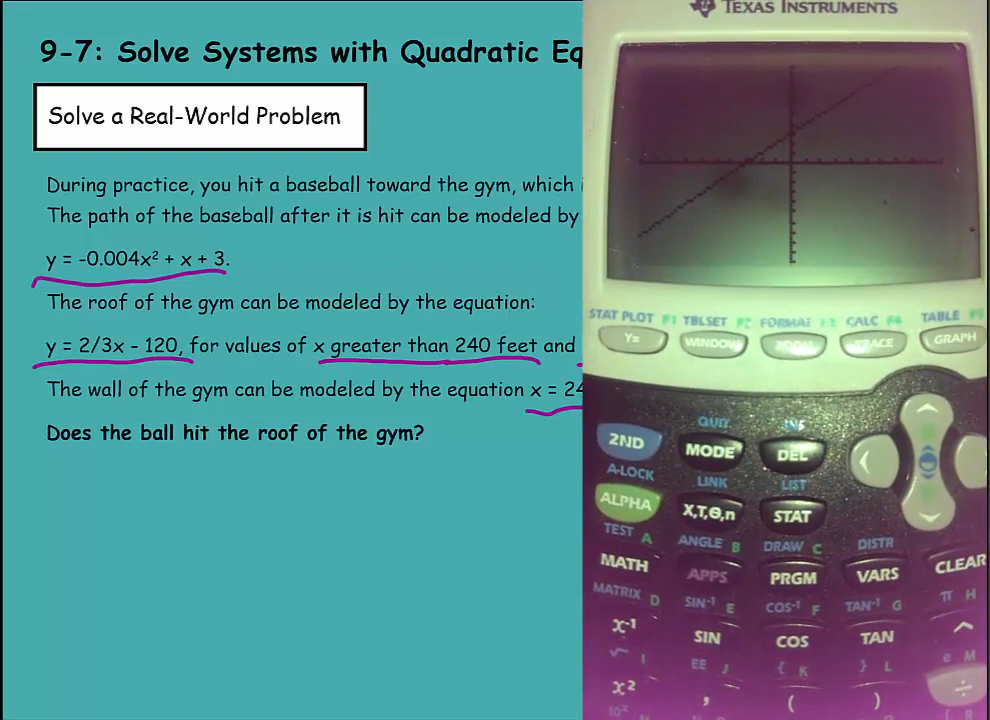 9-7: Solve Systems with Quadratic Eq
Solve a Real-World Problem
During practice, you hit a baseball toward the gym, which i
The path of the baseball after it is hit can be modeled by
y = -0.004x² + x + 3.
The roof of the gym can be modeled by the equation:
y = 2/3x - 120, for values of x greater than 240 feet and
The wall of the gym can be modeled by the equation x = 24
Does the ball hit the roof of the gym?
TEXAS INSTRUMENTS
STAT PLOT F1 TBLSET F2 FORMAT F3 CALC F4 TABLE F5
Y= WINDOW ZOOM TRACE GRAPH
QUIT INS
2ND MODE DEL
A-LOCK LINK LIST
ALPHA X,T,Θ,n STAT
TEST A ANGLE B DRAW C DISTR
MATH APPS PRGM VARS CLEAR
MATRIX D SIN⁻¹ E COS⁻¹ F TAN⁻¹ G π H
x⁻¹ SIN COS TAN ^
√ I EE J { K } L e M
x² , ( ) ÷